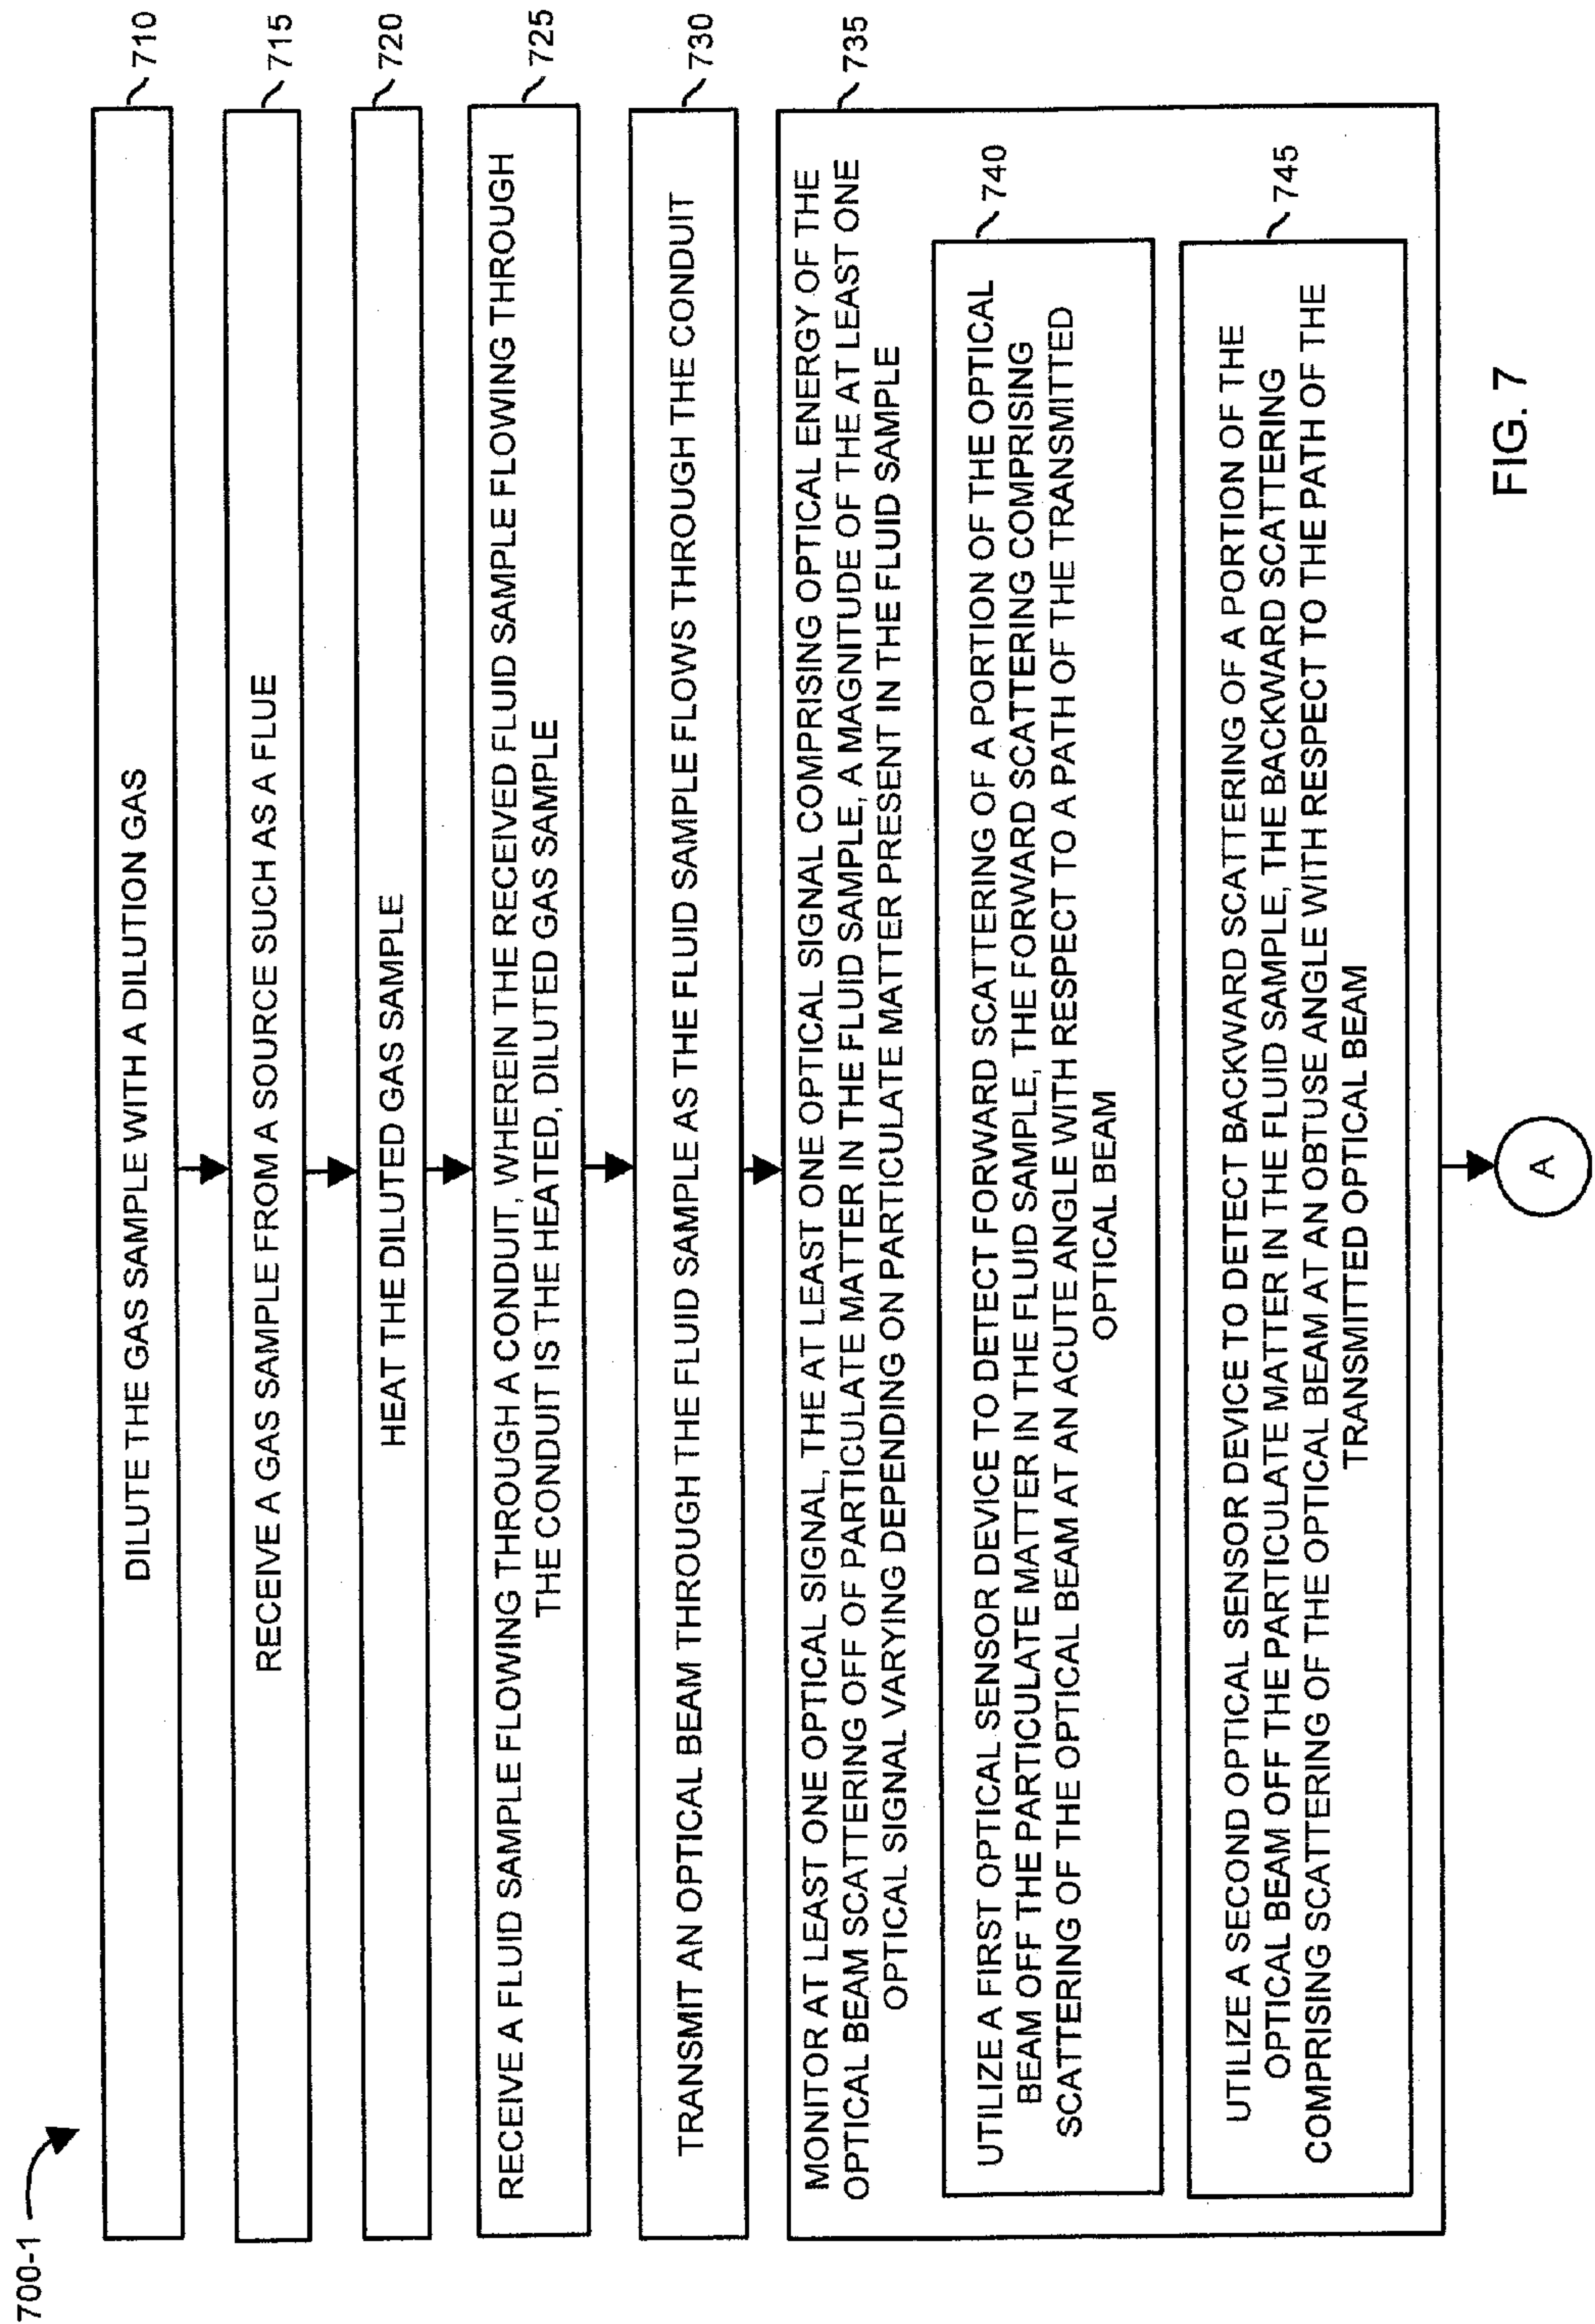 700-1
DILUTE THE GAS SAMPLE WITH A DILUTION GAS
710
RECEIVE A GAS SAMPLE FROM A SOURCE SUCH AS A FLUE
715
HEAT THE DILUTED GAS SAMPLE
720
RECEIVE A FLUID SAMPLE FLOWING THROUGH A CONDUIT, WHEREIN THE RECEIVED FLUID SAMPLE FLOWING THROUGH
THE CONDUIT IS THE HEATED, DILUTED GAS SAMPLE
725
TRANSMIT AN OPTICAL BEAM THROUGH THE FLUID SAMPLE AS THE FLUID SAMPLE FLOWS THROUGH THE CONDUIT
730
MONITOR AT LEAST ONE OPTICAL SIGNAL, THE AT LEAST ONE OPTICAL SIGNAL COMPRISING OPTICAL ENERGY OF THE
OPTICAL BEAM SCATTERING OFF OF PARTICULATE MATTER IN THE FLUID SAMPLE, A MAGNITUDE OF THE AT LEAST ONE
OPTICAL SIGNAL VARYING DEPENDING ON PARTICULATE MATTER PRESENT IN THE FLUID SAMPLE
735
UTILIZE A FIRST OPTICAL SENSOR DEVICE TO DETECT FORWARD SCATTERING OF A PORTION OF THE OPTICAL
BEAM OFF THE PARTICULATE MATTER IN THE FLUID SAMPLE, THE FORWARD SCATTERING COMPRISING
SCATTERING OF THE OPTICAL BEAM AT AN ACUTE ANGLE WITH RESPECT TO A PATH OF THE TRANSMITTED
OPTICAL BEAM
740
UTILIZE A SECOND OPTICAL SENSOR DEVICE TO DETECT BACKWARD SCATTERING OF A PORTION OF THE
OPTICAL BEAM OFF THE PARTICULATE MATTER IN THE FLUID SAMPLE, THE BACKWARD SCATTERING
COMPRISING SCATTERING OF THE OPTICAL BEAM AT AN OBTUSE ANGLE WITH RESPECT TO THE PATH OF THE
TRANSMITTED OPTICAL BEAM
745
A
FIG. 7